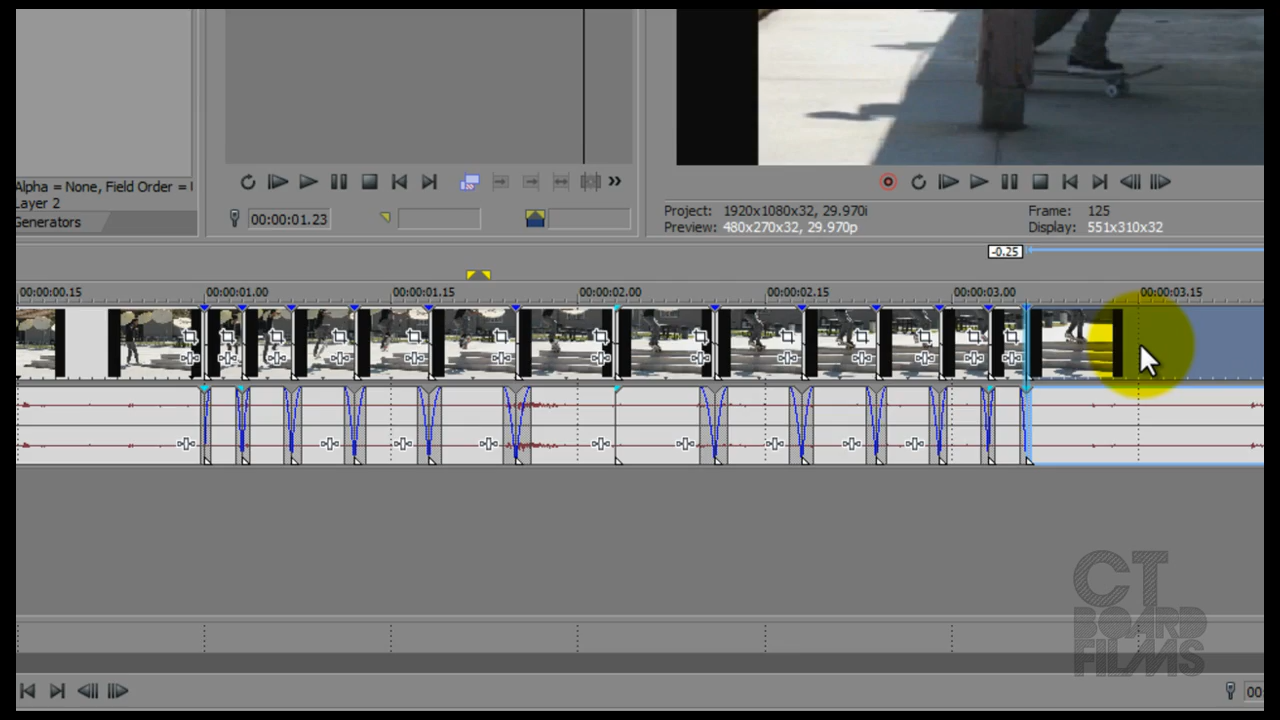 Alpha = None, Field Order = 
Layer 2
Generators
00:00:01.23
Project: 1920x1080x32, 29.970i
Preview: 480x270x32, 29.970p
Frame: 125
Display: 551x310x32
-0.25
00:00:00.15 00:00:01.00 00:00:01.15 00:00:02.00 00:00:02.15 00:00:03.00 00:00:03.15
CT
BOARD
FILMS
00: